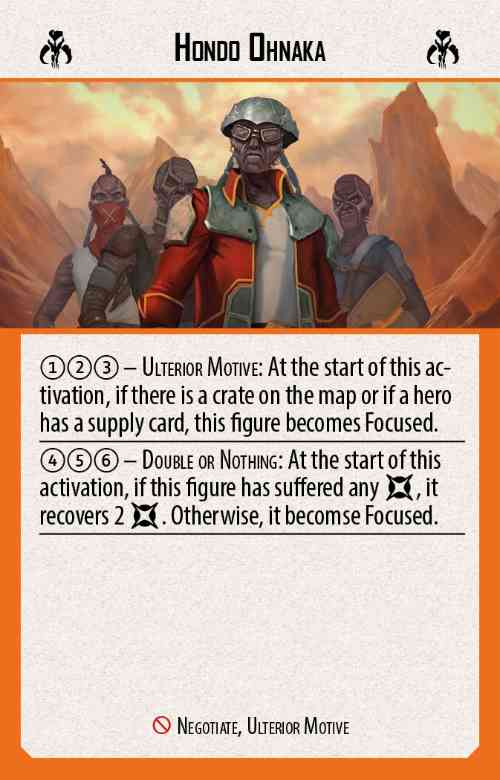 Hondo Ohnaka
①②③ – Ulterior Motive: At the start of this ac-
tivation, if there is a crate on the map or if a hero
has a supply card, this figure becomes Focused.
④⑤⑥ – Double or Nothing: At the start of this
activation, if this figure has suffered any , it
recovers 2 . Otherwise, it becomse Focused.
Negotiate, Ulterior Motive